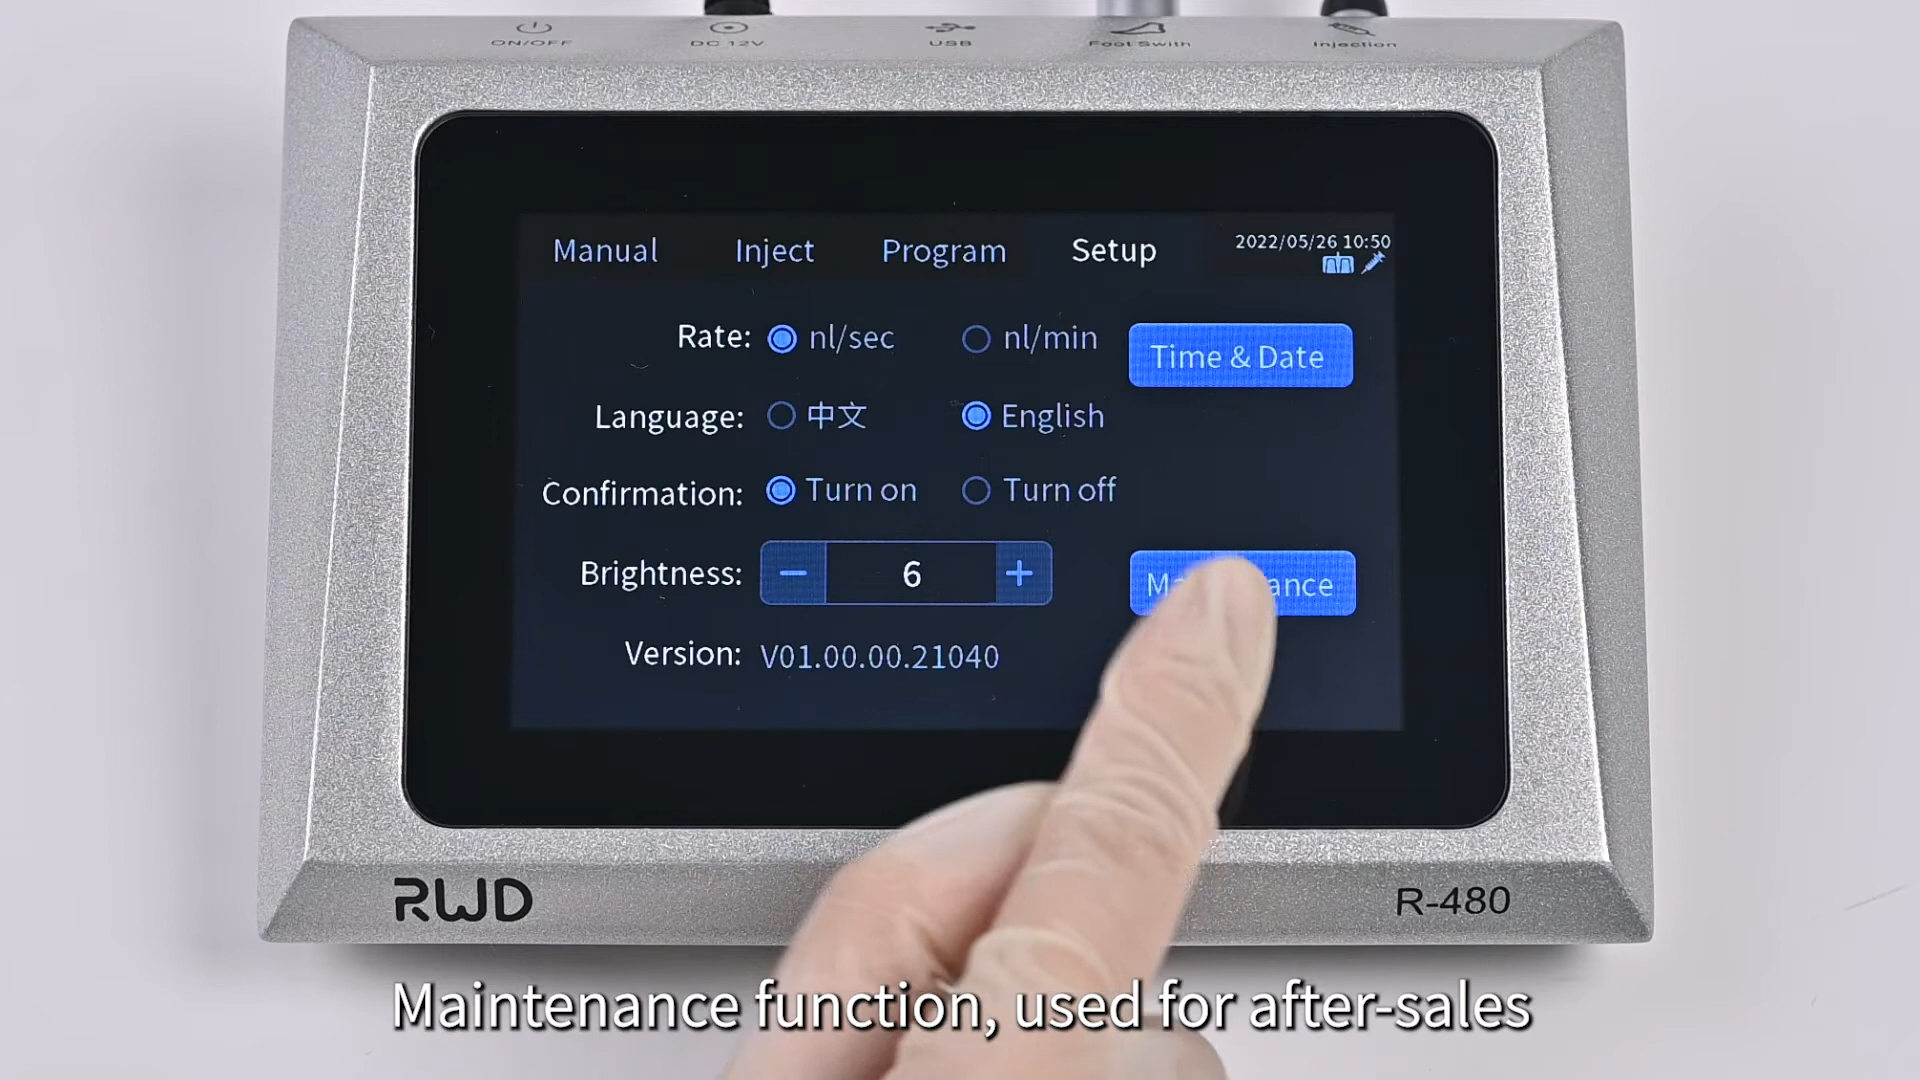 ON/OFF
DC 12V
USB
Foot Swith
Injection
Manual
Inject
Program
Setup
2022/05/26 10:50
Rate: nl/sec nl/min
Time & Date
Language: 中文 English
Confirmation: Turn on Turn off
Brightness: − 6 +
Version: V01.00.00.21040
RWD
R-480
Maintenance function, used for after-sales